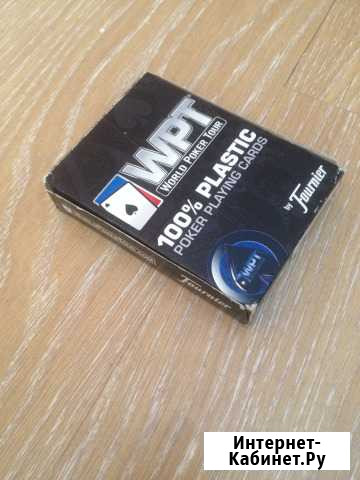 WPT
WORLD POKER TOUR
100% PLASTIC
POKER PLAYING CARDS
by Fournier
WPT
Fournier
Интернет-
Кабинет.Ру